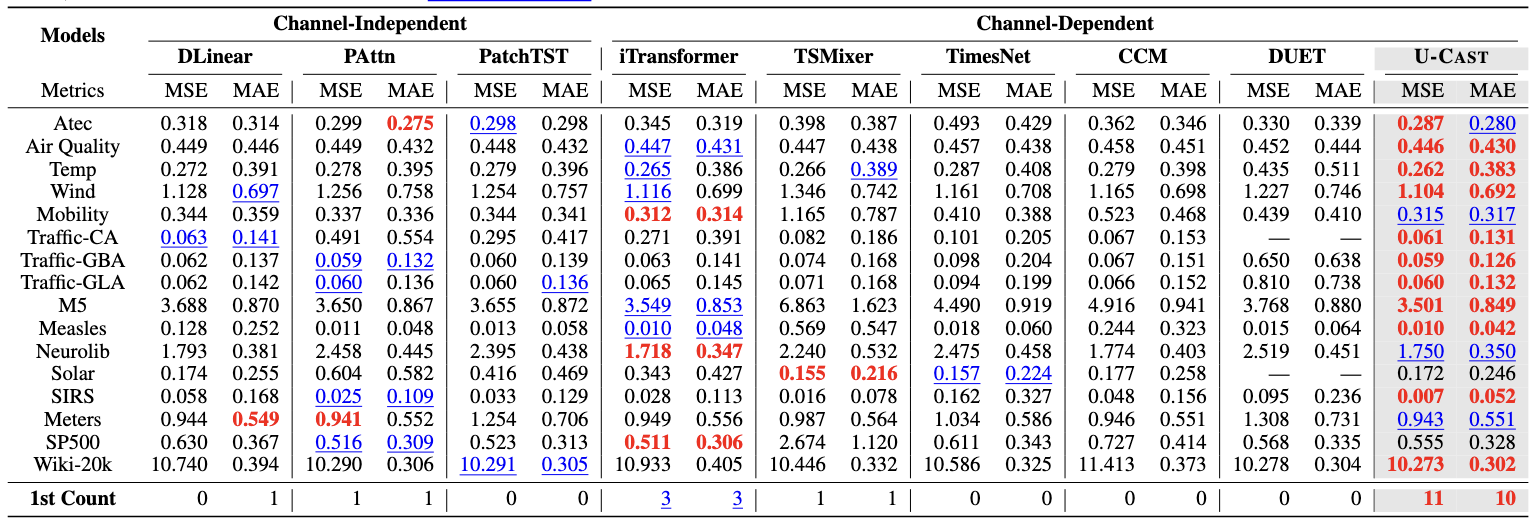 Channel-Independent Channel-Dependent
Models
DLinear PAttn PatchTST iTransformer TSMixer TimesNet CCM DUET U-CAST
Metrics MSE MAE MSE MAE MSE MAE MSE MAE MSE MAE MSE MAE MSE MAE MSE MAE MSE MAE
Atec 0.318 0.314 0.299 0.275 0.298 0.298 0.345 0.319 0.398 0.387 0.493 0.429 0.362 0.346 0.330 0.339 0.287 0.280
Air Quality 0.449 0.446 0.449 0.432 0.448 0.432 0.447 0.431 0.447 0.438 0.457 0.438 0.458 0.451 0.452 0.444 0.446 0.430
Temp 0.272 0.391 0.278 0.395 0.279 0.396 0.265 0.386 0.266 0.389 0.287 0.408 0.279 0.398 0.435 0.511 0.262 0.383
Wind 1.128 0.697 1.256 0.758 1.254 0.757 1.116 0.699 1.346 0.742 1.161 0.708 1.165 0.698 1.227 0.746 1.104 0.692
Mobility 0.344 0.359 0.337 0.336 0.344 0.341 0.312 0.314 1.165 0.787 0.410 0.388 0.523 0.468 0.439 0.410 0.315 0.317
Traffic-CA 0.063 0.141 0.491 0.554 0.295 0.417 0.271 0.391 0.082 0.186 0.101 0.205 0.067 0.153 — — 0.061 0.131
Traffic-GBA 0.062 0.137 0.059 0.132 0.060 0.139 0.063 0.141 0.074 0.168 0.098 0.204 0.067 0.151 0.650 0.638 0.059 0.126
Traffic-GLA 0.062 0.142 0.060 0.136 0.060 0.136 0.065 0.145 0.071 0.168 0.094 0.199 0.066 0.152 0.810 0.738 0.060 0.132
M5 3.688 0.870 3.650 0.867 3.655 0.872 3.549 0.853 6.863 1.623 4.490 0.919 4.916 0.941 3.768 0.880 3.501 0.849
Measles 0.128 0.252 0.011 0.048 0.013 0.058 0.010 0.048 0.569 0.547 0.018 0.060 0.244 0.323 0.015 0.064 0.010 0.042
Neurolib 1.793 0.381 2.458 0.445 2.395 0.438 1.718 0.347 2.240 0.532 2.475 0.458 1.774 0.403 2.519 0.451 1.750 0.350
Solar 0.174 0.255 0.604 0.582 0.416 0.469 0.343 0.427 0.155 0.216 0.157 0.224 0.177 0.258 — — 0.172 0.246
SIRS 0.058 0.168 0.025 0.109 0.033 0.129 0.028 0.113 0.016 0.078 0.162 0.327 0.048 0.156 0.095 0.236 0.007 0.052
Meters 0.944 0.549 0.941 0.552 1.254 0.706 0.949 0.556 0.987 0.564 1.034 0.586 0.946 0.551 1.308 0.731 0.943 0.551
SP500 0.630 0.367 0.516 0.309 0.523 0.313 0.511 0.306 2.674 1.120 0.611 0.343 0.727 0.414 0.568 0.335 0.555 0.328
Wiki-20k 10.740 0.394 10.290 0.306 10.291 0.305 10.933 0.405 10.446 0.332 10.586 0.325 11.413 0.373 10.278 0.304 10.273 0.302
1st Count 0 1 1 1 0 0 3 3 1 1 0 0 0 0 0 0 11 10